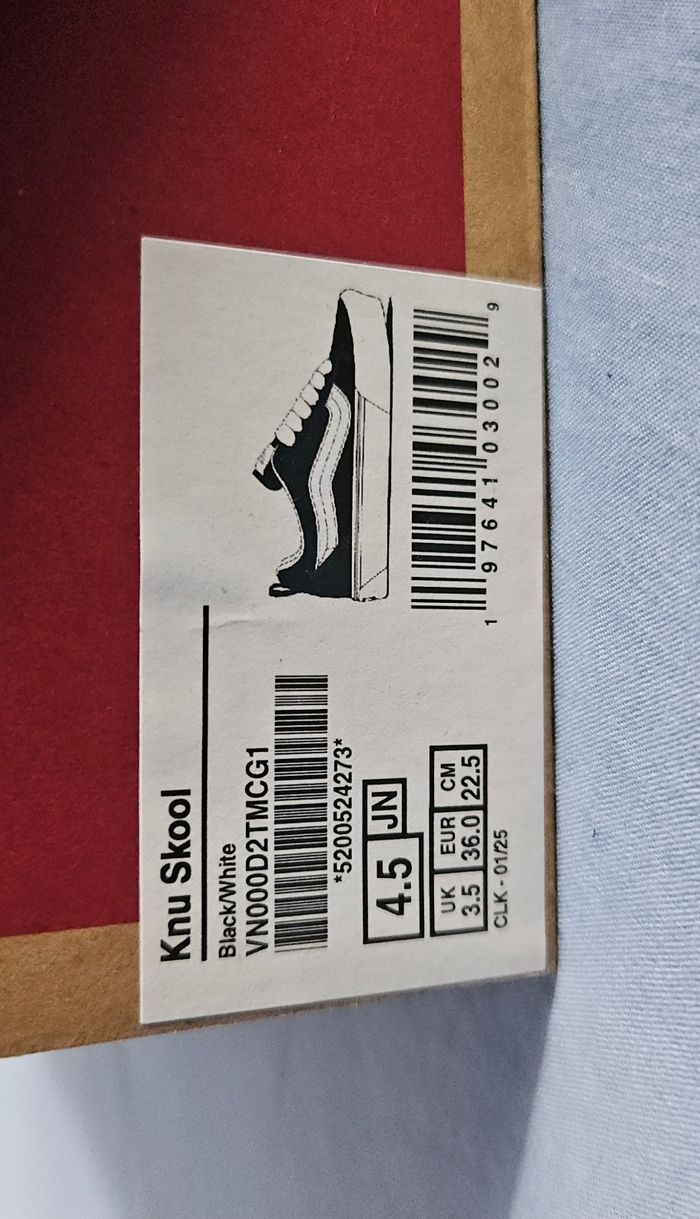 Knu Skool
Black/White
VN000D2TMCG1
*5200524273*
4.5 JN
UK EUR CM
3.5 36.0 22.5
CLK - 01/25
1 97641 03002 9